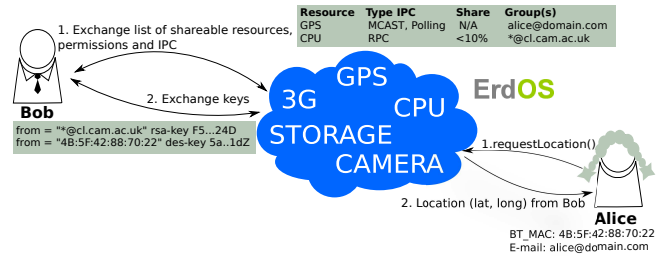 Resource Type IPC Share Group(s)
GPS MCAST, Polling N/A alice@domain.com
CPU RPC <10% *@cl.cam.ac.uk
1. Exchange list of shareable resources,
permissions and IPC
2. Exchange keys
Bob
from = "*@cl.cam.ac.uk" rsa-key F5...24D
from = "4B:5F:42:88:70:22" des-key 5a..1dZ
GPS
3G
CPU
STORAGE
CAMERA
ErdOS
1.requestLocation()
2. Location (lat, long) from Bob
Alice
BT_MAC: 4B:5F:42:88:70:22
E-mail: alice@domain.com